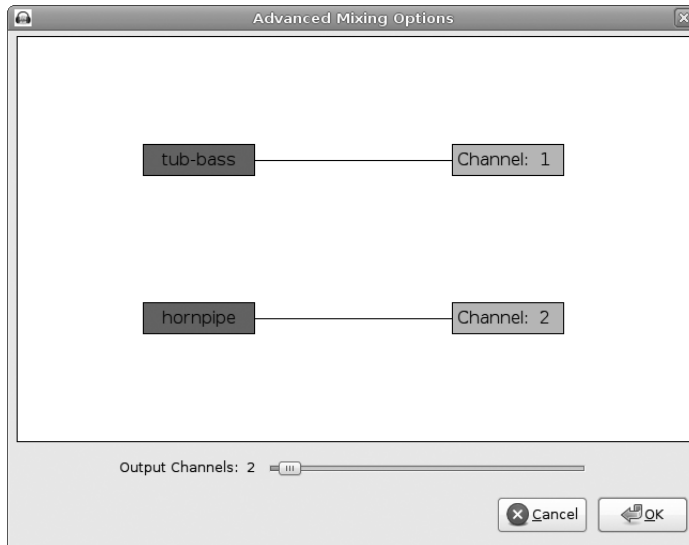 Advanced Mixing Options
tub-bass
Channel: 1
hornpipe
Channel: 2
Output Channels: 2
Cancel
OK